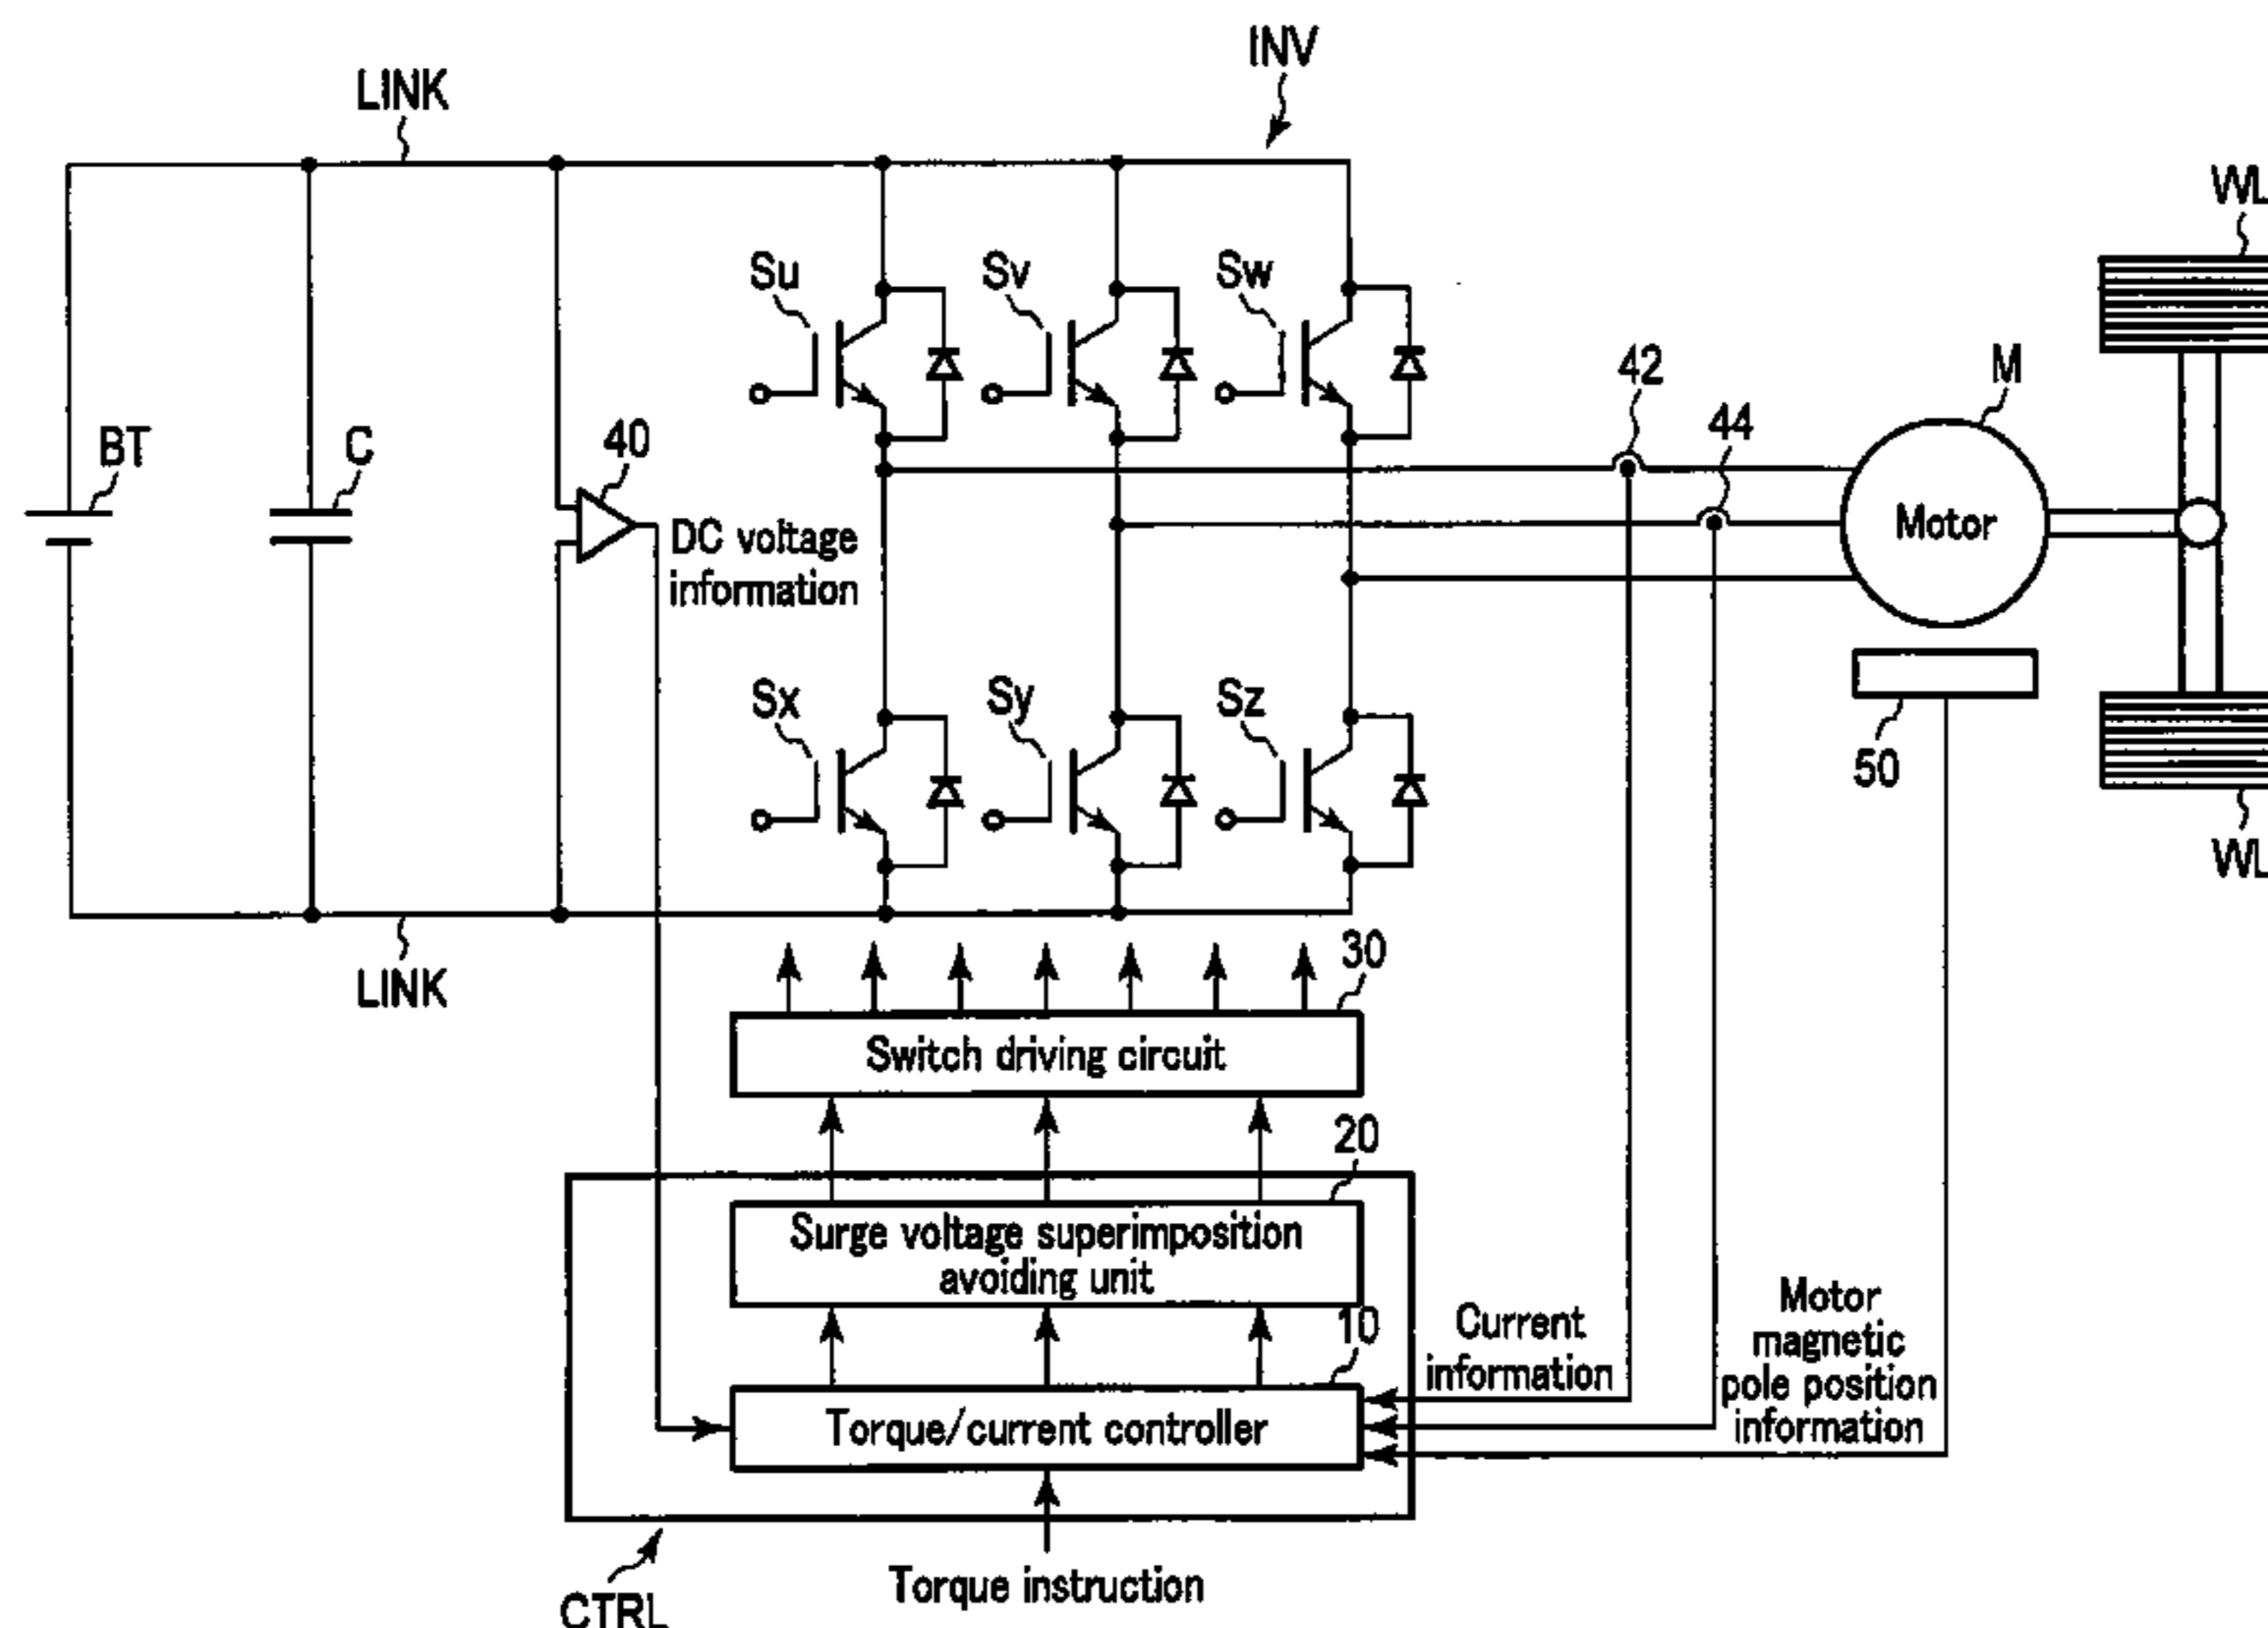 INV
LINK
WL
Su
Sv
Sw
42
M
44
BT
C
40
DC voltage
information
Motor
Sx
Sy
Sz
50
WL
LINK
30
Switch driving circuit
20
Surge voltage superimposition
avoiding unit
10
Current
information
Motor
magnetic
pole position
information
Torque/current controller
Torque instruction
CTRL